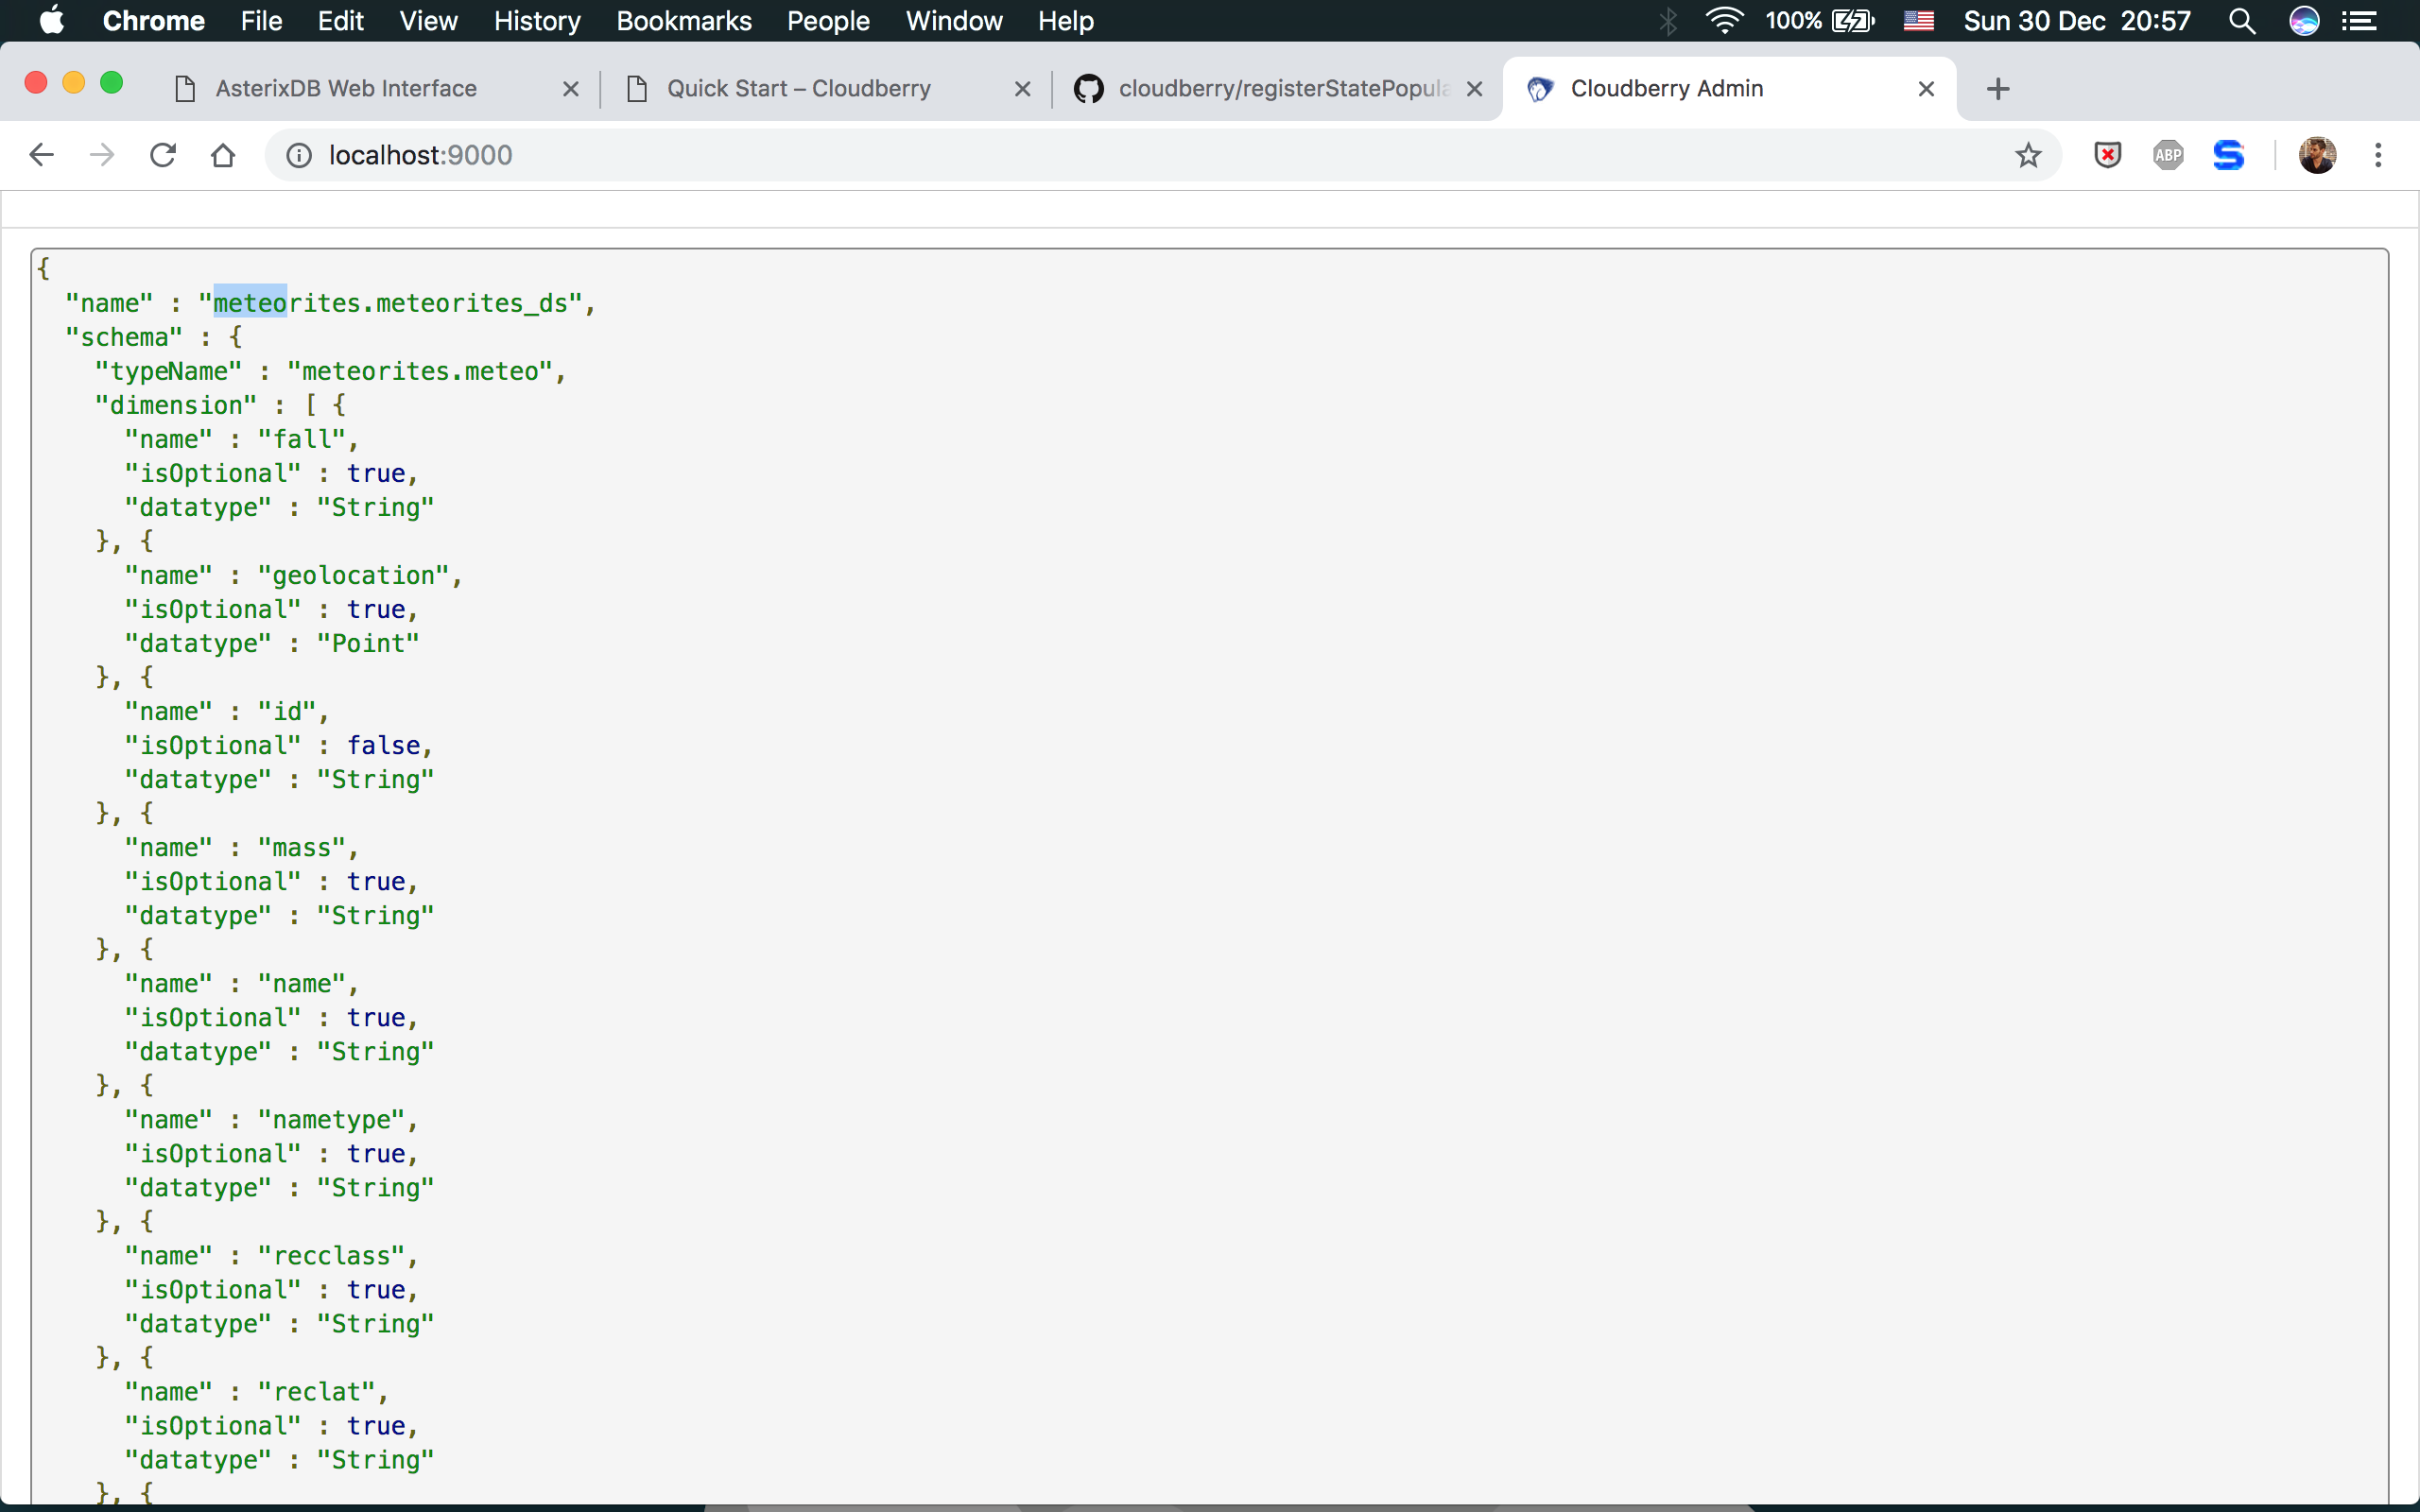 Chrome File Edit View History Bookmarks People Window Help 100% Sun 30 Dec 20:57
AsterixDB Web Interface Quick Start – Cloudberry cloudberry/registerStatePopula Cloudberry Admin
localhost:9000 ABP
{
"name" : "meteorites.meteorites_ds",
"schema" : {
"typeName" : "meteorites.meteo",
"dimension" : [ {
"name" : "fall",
"isOptional" : true,
"datatype" : "String"
}, {
"name" : "geolocation",
"isOptional" : true,
"datatype" : "Point"
}, {
"name" : "id",
"isOptional" : false,
"datatype" : "String"
}, {
"name" : "mass",
"isOptional" : true,
"datatype" : "String"
}, {
"name" : "name",
"isOptional" : true,
"datatype" : "String"
}, {
"name" : "nametype",
"isOptional" : true,
"datatype" : "String"
}, {
"name" : "recclass",
"isOptional" : true,
"datatype" : "String"
}, {
"name" : "reclat",
"isOptional" : true,
"datatype" : "String"
}, {